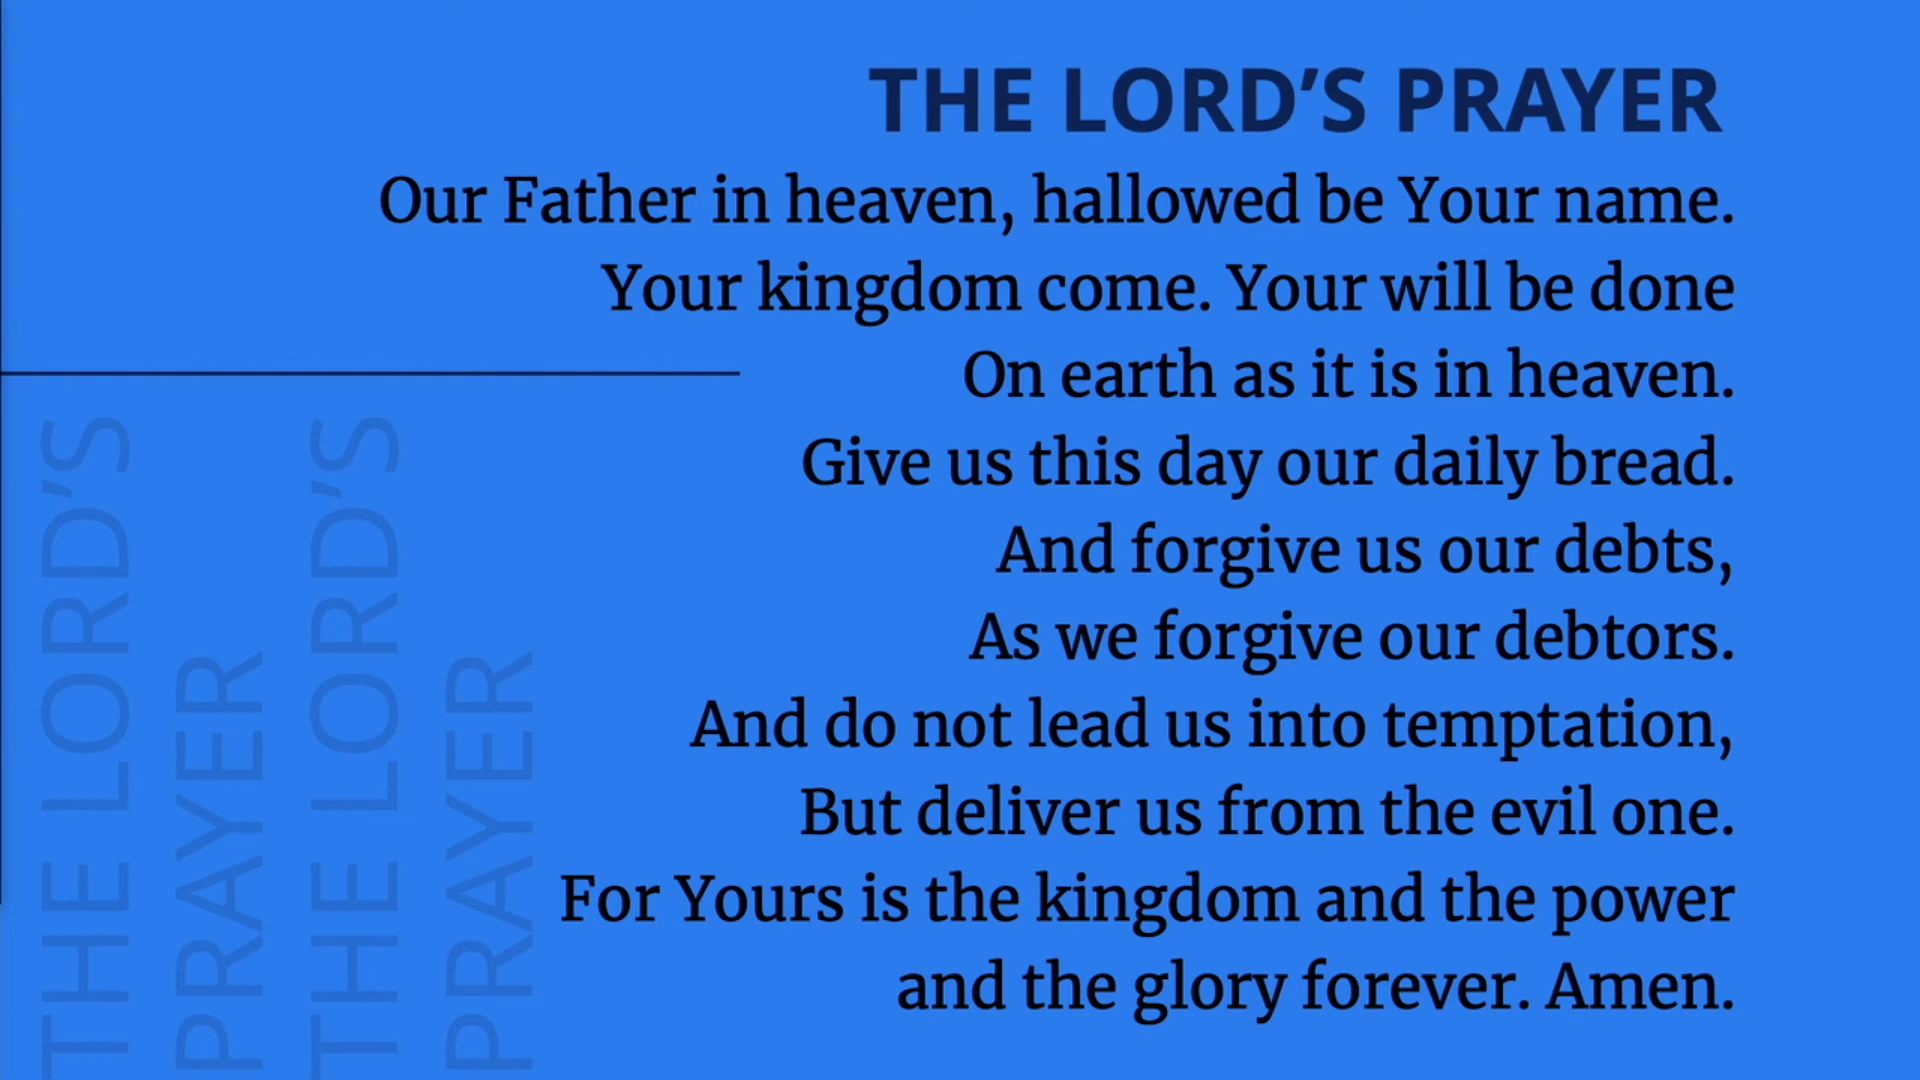 THE LORD’S PRAYER
Our Father in heaven, hallowed be Your name.
Your kingdom come. Your will be done
On earth as it is in heaven.
Give us this day our daily bread.
And forgive us our debts,
As we forgive our debtors.
And do not lead us into temptation,
But deliver us from the evil one.
For Yours is the kingdom and the power
and the glory forever. Amen.
THE LORD’S
PRAYER
THE LORD’S
PRAYER